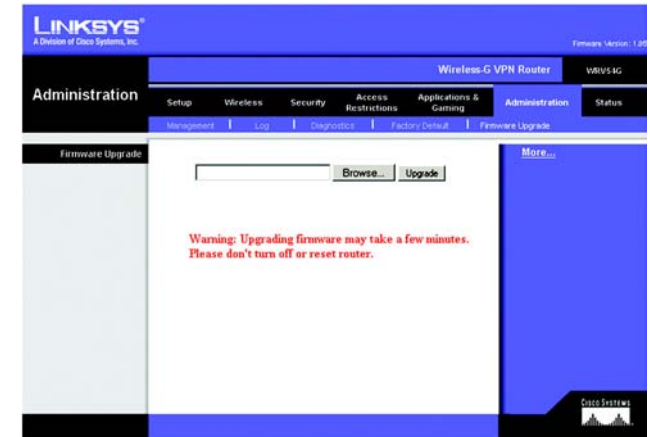 LINKSYS®
A Division of Cisco Systems, Inc.
Firmware Version: 1.05
Wireless-G VPN Router WRV54G
Administration
Setup Wireless Security Access Restrictions Applications & Gaming Administration Status
Management | Log | Diagnostics | Factory Default | Firmware Upgrade
Firmware Upgrade
More...
Browse... Upgrade
Warning: Upgrading firmware may take a few minutes.
Please don't turn off or reset router.
CISCO SYSTEMS